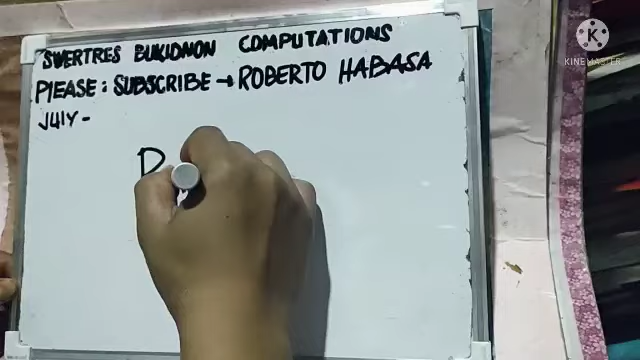 SWERTRES BUKIDNON COMPUTATIONS
PLEASE: SUBSCRIBE → ROBERTO HABASA
JULY -
K
KINEMASTER